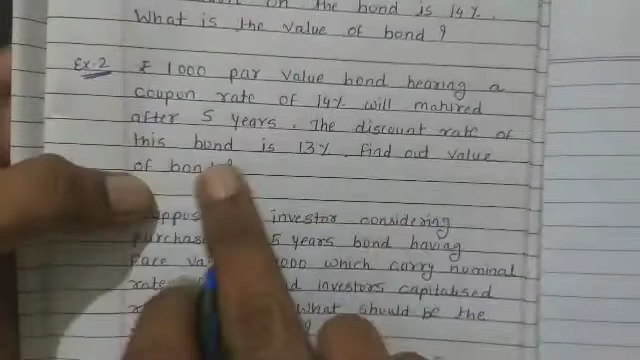 on the bond is 14%.
What is the value of bond ?
Ex-2 ₹ 1000 par value bond bearing a
coupon rate of 14% will matured
after 5 years. The discount rate of
this bond is 13%. Find out value
of bond ?
investor considering
purchase 5 years bond having
Face 000 which carry nominal
rate investors capitalised
What should be the